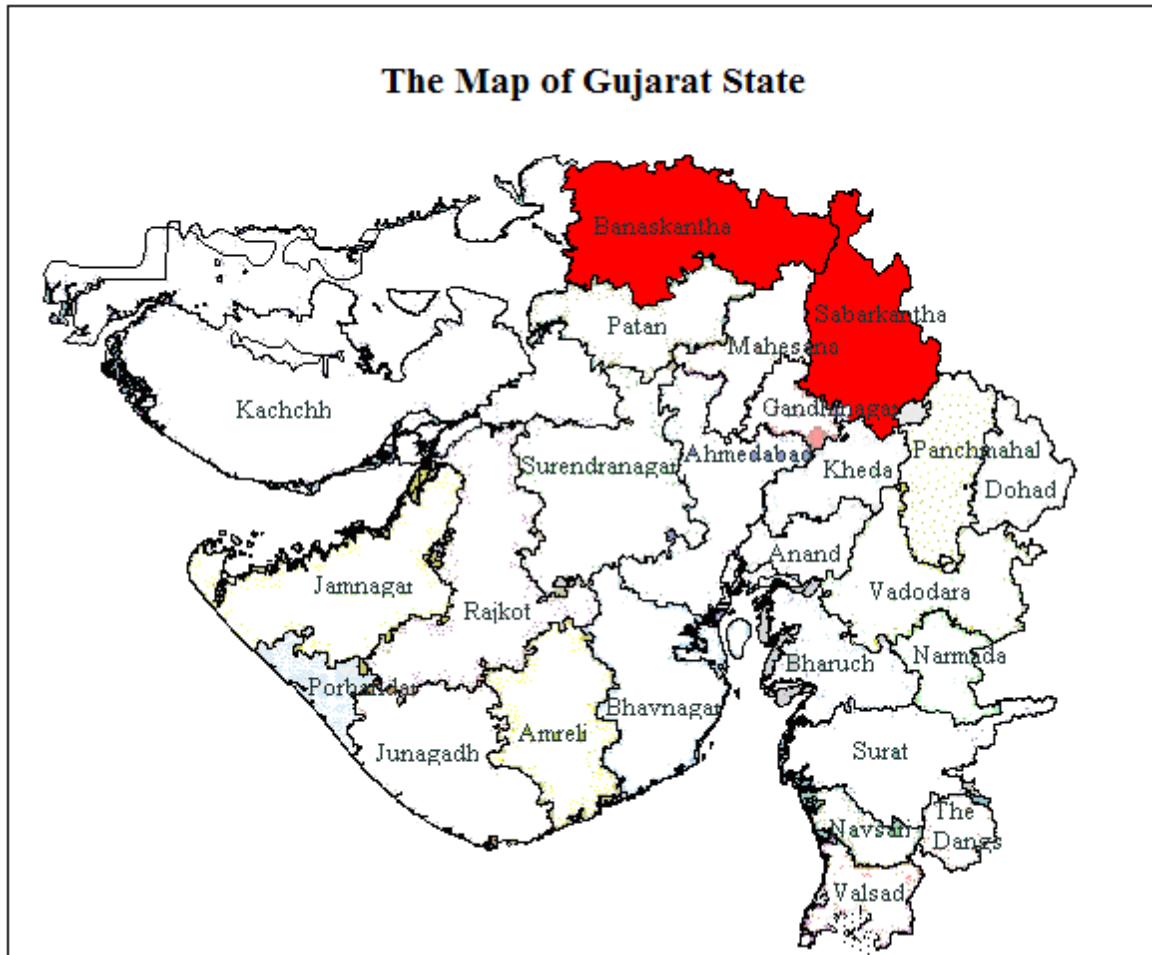 The Map of Gujarat State
Banaskantha
Sabarkantha
Patan
Mahesana
Kachchh
Gandhinagar
Surendranagar
Ahmedabad
Kheda
Panchmahal
Dohad
Anand
Jamnagar
Rajkot
Vadodara
Narmada
Bharuch
Porbandar
Bhavnagar
Amreli
Junagadh
Surat
The
Dangs
Navsari
Valsad